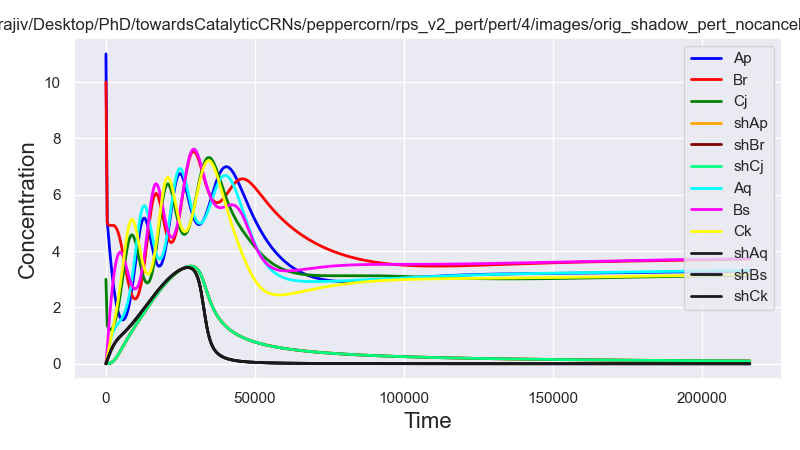 rajiv/Desktop/PhD/towardsCatalyticCRNs/peppercorn/rps_v2_pert/pert/4/images/orig_shadow_pert_nocancel
Concentration
10
8
6
4
2
0
0
50000
100000
150000
200000
Time
Ap
Br
Cj
shAp
shBr
shCj
Aq
Bs
Ck
shAq
shBs
shCk